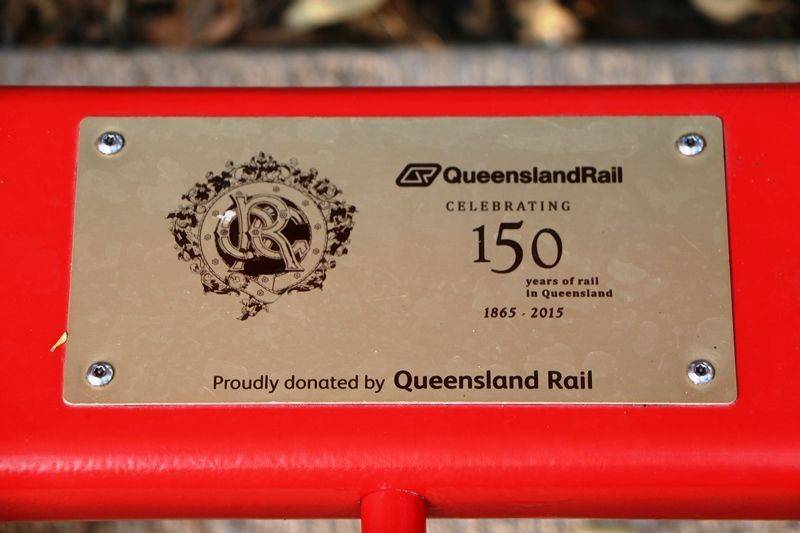 QueenslandRail
CELEBRATING
150
years of rail
in Queensland
1865 - 2015
Proudly donated by Queensland Rail